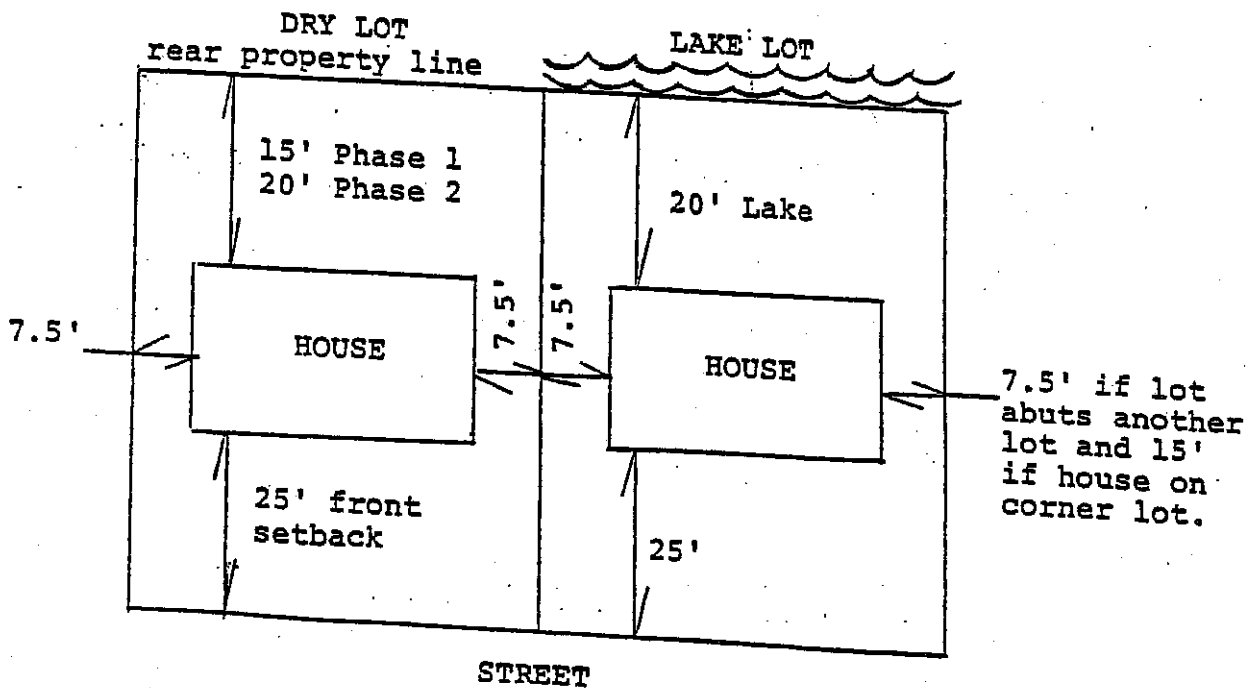 DRY LOT
rear property line
LAKE LOT
15' Phase 1
20' Phase 2
20' Lake
7.5'
HOUSE
7.5'
7.5'
HOUSE
7.5' if lot
abuts another
lot and 15'
if house on
corner lot.
25' front
setback
25'
STREET